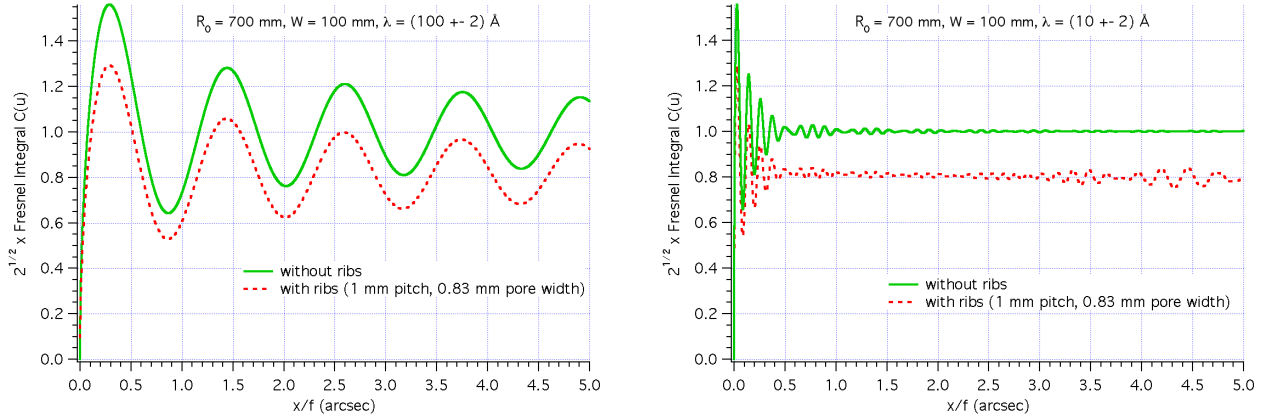 R0 = 700 mm, W = 100 mm, λ = (100 +- 2) Å
2^1/2 x Fresnel Integral C(u)
1.4
1.2
1.0
0.8
0.6
0.4
0.2
0.0
without ribs
with ribs (1 mm pitch, 0.83 mm pore width)
0.0 0.5 1.0 1.5 2.0 2.5 3.0 3.5 4.0 4.5 5.0
x/f (arcsec)
R0 = 700 mm, W = 100 mm, λ = (10 +- 2) Å
2^1/2 x Fresnel Integral C(u)
1.4
1.2
1.0
0.8
0.6
0.4
0.2
0.0
without ribs
with ribs (1 mm pitch, 0.83 mm pore width)
0.0 0.5 1.0 1.5 2.0 2.5 3.0 3.5 4.0 4.5 5.0
x/f (arcsec)